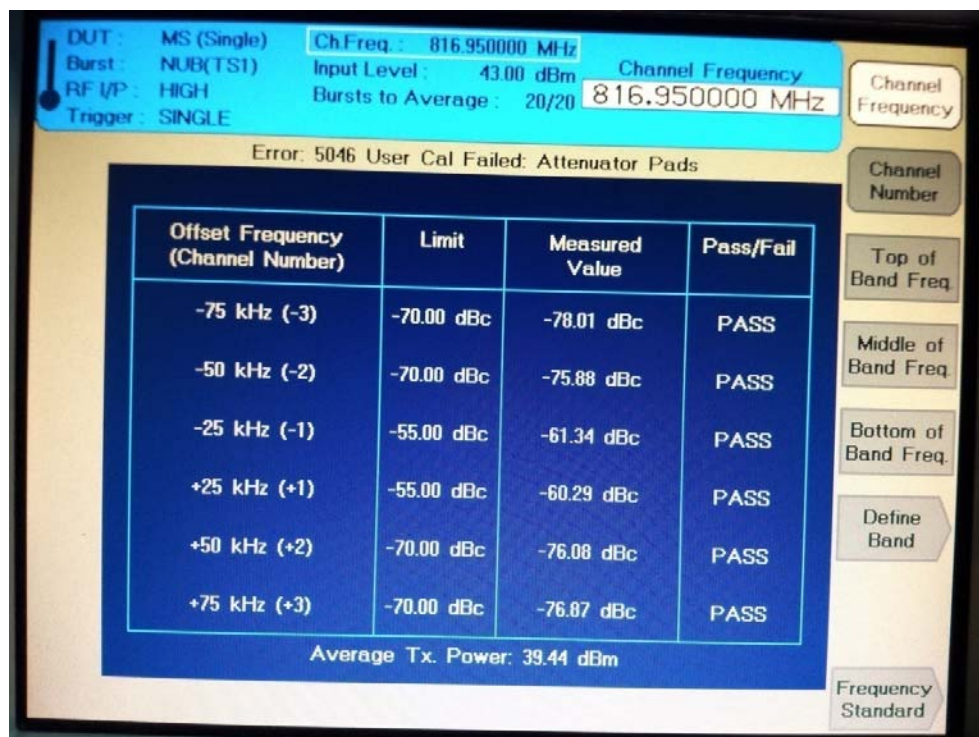 DUT : MS (Single) Ch.Freq. : 816.950000 MHz
Burst : NUB(TS1) Input Level : 43.00 dBm Channel Frequency
RF I/P : HIGH Bursts to Average : 20/20 816.950000 MHz
Trigger : SINGLE
Channel
Frequency
Error: 5046 User Cal Failed: Attenuator Pads
Channel
Number
Offset Frequency
(Channel Number)
Limit
Measured
Value
Pass/Fail
Top of
Band Freq.
-75 kHz (-3) -70.00 dBc -78.01 dBc PASS
Middle of
Band Freq.
-50 kHz (-2) -70.00 dBc -75.88 dBc PASS
-25 kHz (-1) -55.00 dBc -61.34 dBc PASS
Bottom of
Band Freq.
+25 kHz (+1) -55.00 dBc -60.29 dBc PASS
Define
Band
+50 kHz (+2) -70.00 dBc -76.08 dBc PASS
+75 kHz (+3) -70.00 dBc -76.87 dBc PASS
Average Tx. Power: 39.44 dBm
Frequency
Standard